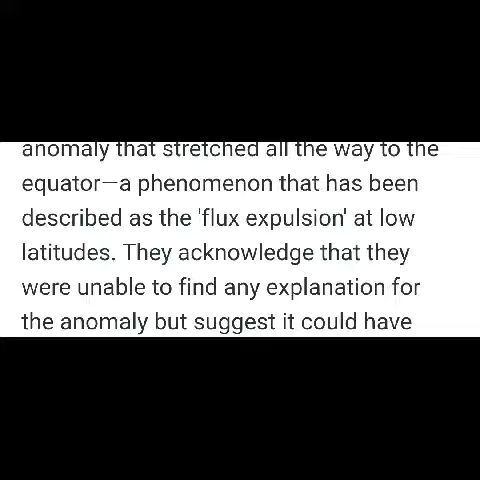 anomaly that stretched all the way to the
equator—a phenomenon that has been
described as the 'flux expulsion' at low
latitudes. They acknowledge that they
were unable to find any explanation for
the anomaly but suggest it could have